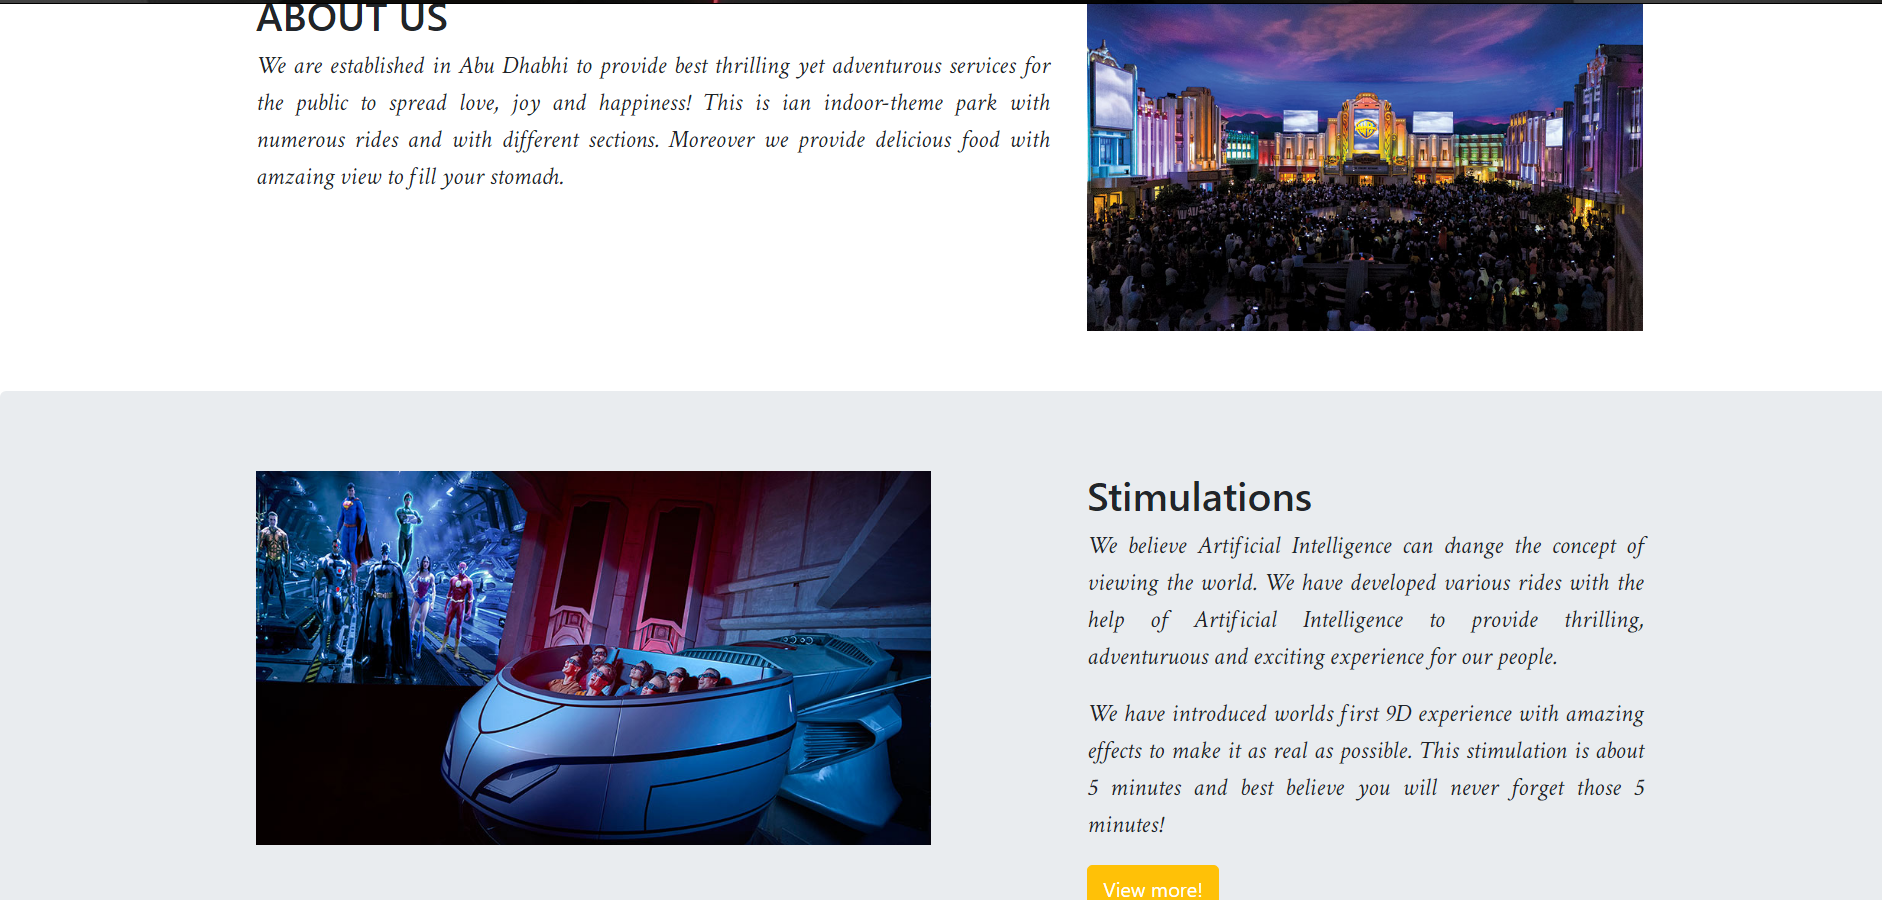 ABOUT US
We are established in Abu Dhabhi to provide best thrilling yet adventurous services for
the public to spread love, joy and happiness! This is ian indoor-theme park with
numerous rides and with different sections. Moreover we provide delicious food with
amzaing view to fill your stomach.
Stimulations
We believe Artificial Intelligence can change the concept of
viewing the world. We have developed various rides with the
help of Artificial Intelligence to provide thrilling,
adventuruous and exciting experience for our people.
We have introduced worlds first 9D experience with amazing
effects to make it as real as possible. This stimulation is about
5 minutes and best believe you will never forget those 5
minutes!
View more!